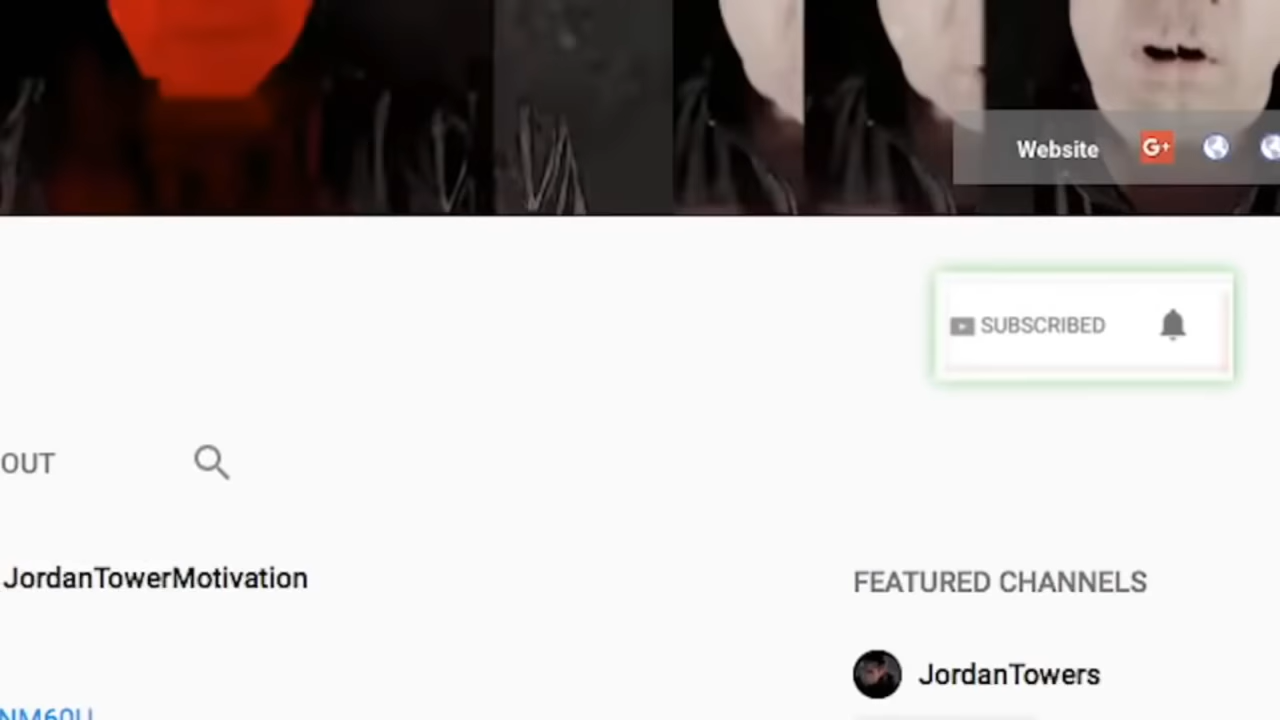 Website G+
SUBSCRIBED
OUT
JordanTowerMotivation
FEATURED CHANNELS
JordanTowers